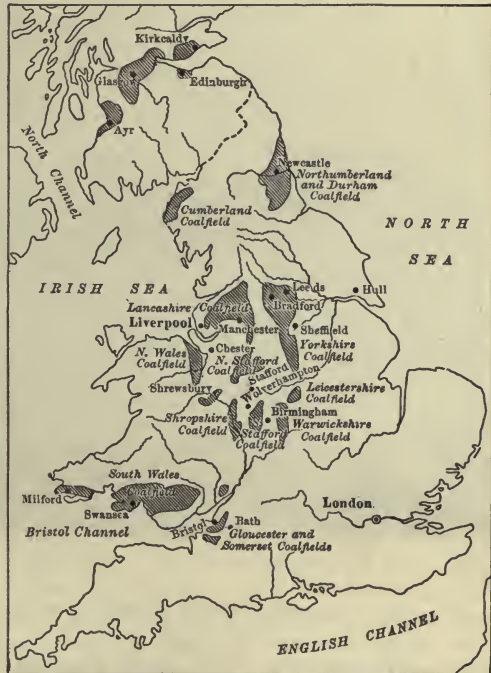 Kirkcaldy
Glasgow
Edinburgh
Ayr
North
Channel
Newcastle
Northumberland
and Durham
Coalfield
Cumberland
Coalfield
NORTH
SEA
IRISH SEA
Leeds
Hull
Lancashire Coalfield
Bradford
Liverpool
Manchester
Sheffield
Yorkshire
Coalfield
Chester
N. Wales
Coalfield
N. Stafford
Coalfield
Stafford
Wolverhampton
Shrewsbury
Leicestershire
Coalfield
Shropshire
Coalfield
Birmingham
Stafford
Coalfield
Warwickshire
Coalfield
South Wales
Coalfield
Milford
Swansea
London
Bristol Channel
Bristol
Bath
Gloucester and
Somerset Coalfields
ENGLISH CHANNEL